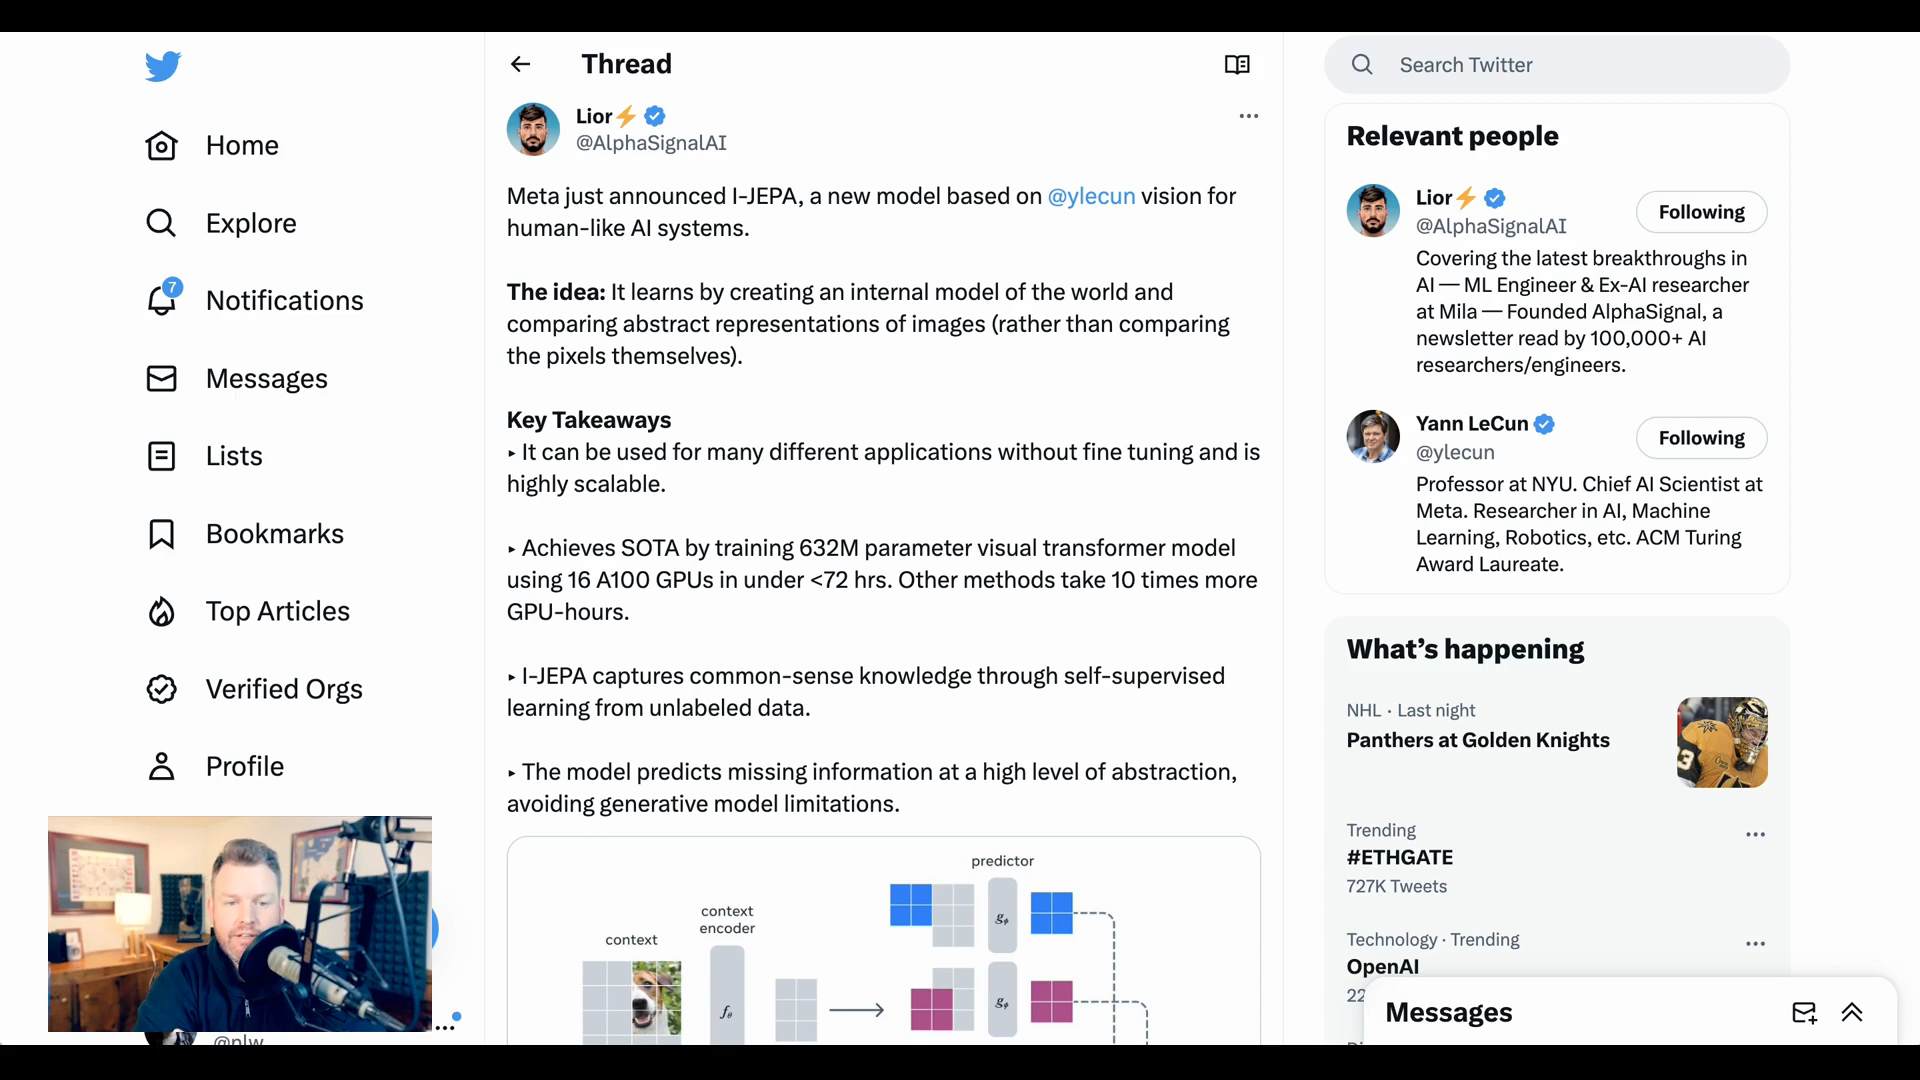 Home
Explore
7
Notifications
Messages
Lists
Bookmarks
Top Articles
Verified Orgs
Profile
@nlw
Thread
Lior⚡
@AlphaSignalAI
Meta just announced I-JEPA, a new model based on @ylecun vision for
human-like AI systems.
The idea: It learns by creating an internal model of the world and
comparing abstract representations of images (rather than comparing
the pixels themselves).
Key Takeaways
‣ It can be used for many different applications without fine tuning and is
highly scalable.
‣ Achieves SOTA by training 632M parameter visual transformer model
using 16 A100 GPUs in under <72 hrs. Other methods take 10 times more
GPU-hours.
‣ I-JEPA captures common-sense knowledge through self-supervised
learning from unlabeled data.
‣ The model predicts missing information at a high level of abstraction,
avoiding generative model limitations.
predictor
context
encoder
context
fθ
gϕ
gϕ
Search Twitter
Relevant people
Lior⚡
@AlphaSignalAI
Following
Covering the latest breakthroughs in
AI — ML Engineer & Ex-AI researcher
at Mila — Founded AlphaSignal, a
newsletter read by 100,000+ AI
researchers/engineers.
Yann LeCun
@ylecun
Following
Professor at NYU. Chief AI Scientist at
Meta. Researcher in AI, Machine
Learning, Robotics, etc. ACM Turing
Award Laureate.
What's happening
NHL · Last night
Panthers at Golden Knights
Trending
#ETHGATE
727K Tweets
Technology · Trending
OpenAI
Messages